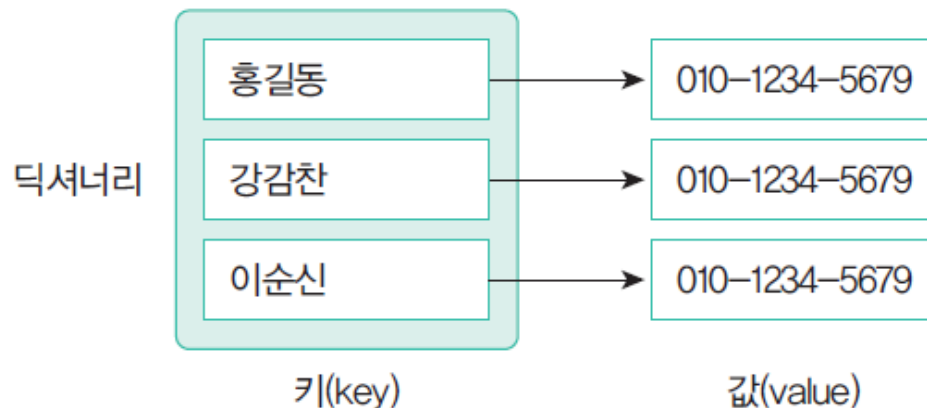 홍길동 010-1234-5679
딕셔너리 강감찬 010-1234-5679
이순신 010-1234-5679
키(key) 값(value)